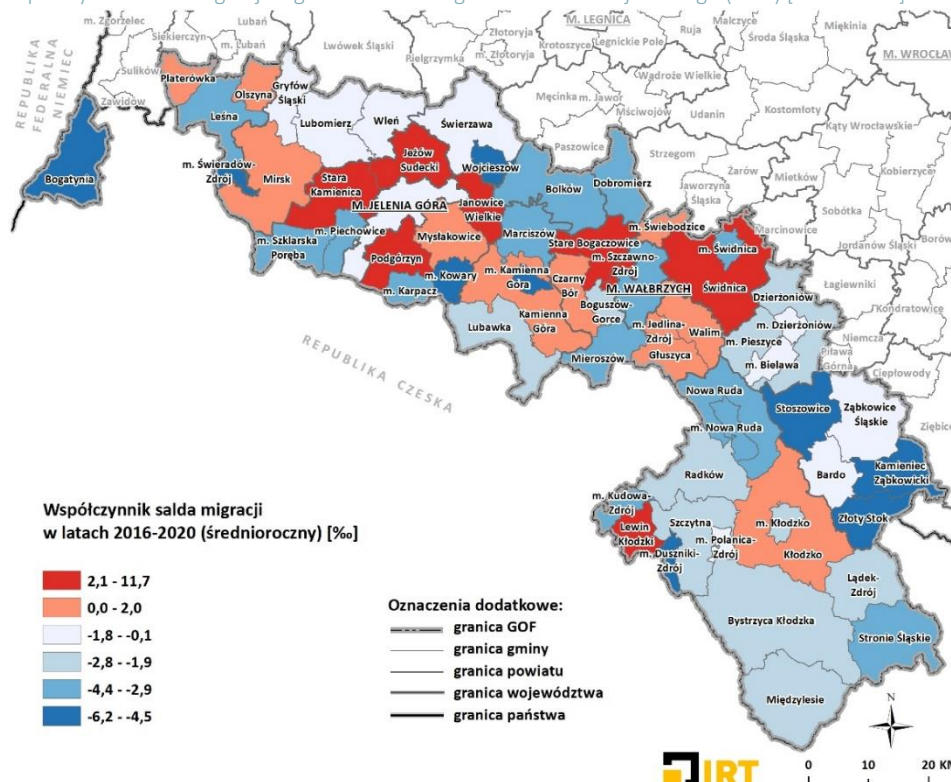 m. Zgorzelec
Lubań
Siekierczyn
m. Lubań
Sulików
Zawidów
REPUBLIKA
FEDERALNA
NIEMIEC
Lwówek Śląski
Pielgrzymka
Złotoryja
m. Złotoryja
M. LEGNICA
Krotoszyce
Legnickie Pole
Ruja
Malczyce
Środa Śląska
Miękinia
M. WROCŁAW
Wądroże Wielkie
Męcinka
m. Jawor
Mściwojów
Udanin
Kostomłoty
Kąty Wrocławskie
Kobierzyce
Paszowice
Strzegom
Żarów
Mietków
Jaworzyna
Śląska
Sobótka
Marcinowice
Jordanów Śląski
Borów
Łagiewniki
Kondratowice
Niemcza
Piława
Górna
Ciepłowody
Ziębice
Platerówka
Olszyna
Gryfów
Śląski
Leśna
Lubomierz
Wleń
Świerzawa
Bogatynia
m. Świeradów-
Zdrój
Mirsk
Stara
Kamienica
Jeżów
Sudecki
Wojcieszów
Bolków
Dobromierz
M. JELENIA GÓRA
Janowice
Wielkie
m. Piechowice
m. Szklarska
Poręba
Mysłakowice
Marciszów
Stare Bogaczowice
m. Świebodzice
m. Świdnica
m. Szczawno-
Zdrój
Podgórzyn
m. Kowary
m. Karpacz
m. Kamienna
Góra
Czarny
Bór
M. WAŁBRZYCH
Świdnica
Dzierżoniów
Boguszów-
Gorce
Kamienna
Góra
Lubawka
m. Jedlina-
Zdrój
Walim
Głuszyca
m. Dzierżoniów
m. Pieszyce
m. Bielawa
Mieroszów
REPUBLIKA CZESKA
Nowa Ruda
m. Nowa Ruda
Stoszowice
Ząbkowice
Śląskie
Bardo
Kamieniec
Ząbkowicki
Radków
m. Kudowa-
Zdrój
Lewin
Kłodzki
Szczytna
m. Duszniki-
Zdrój
m. Polanica-
Zdrój
m. Kłodzko
Kłodzko
Złoty Stok
Lądek-
Zdrój
Bystrzyca Kłodzka
Stronie Śląskie
Międzylesie
Współczynnik salda migracji
w latach 2016-2020 (średnioroczny) [‰]
2,1 - 11,7
0,0 - 2,0
-1,8 - -0,1
-2,8 - -1,9
-4,4 - -2,9
-6,2 - -4,5
Oznaczenia dodatkowe:
granica GOF
granica gminy
granica powiatu
granica województwa
granica państwa
N
IRT
0 10 20 K